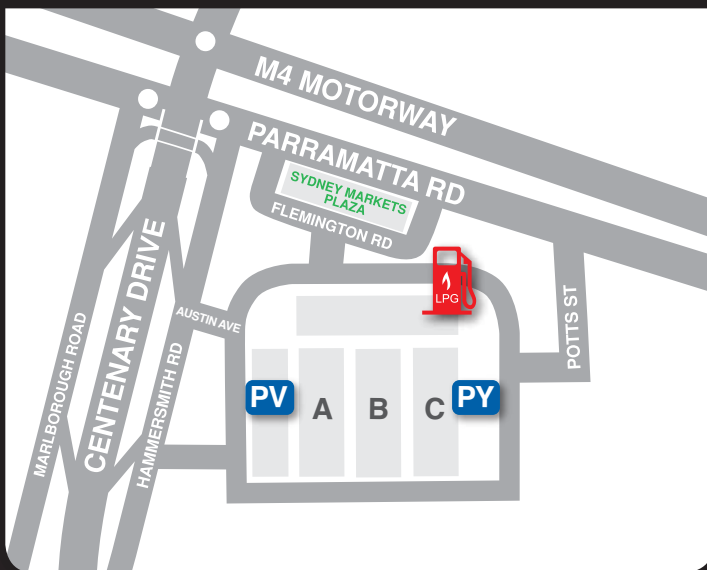 M4 MOTORWAY
PARRAMATTA RD
SYDNEY MARKETS
PLAZA
FLEMINGTON RD
LPG
AUSTIN AVE
POTTS ST
CENTENARY DRIVE
MARLBOROUGH ROAD
HAMMERSMITH RD
PV
A
B
C
PY